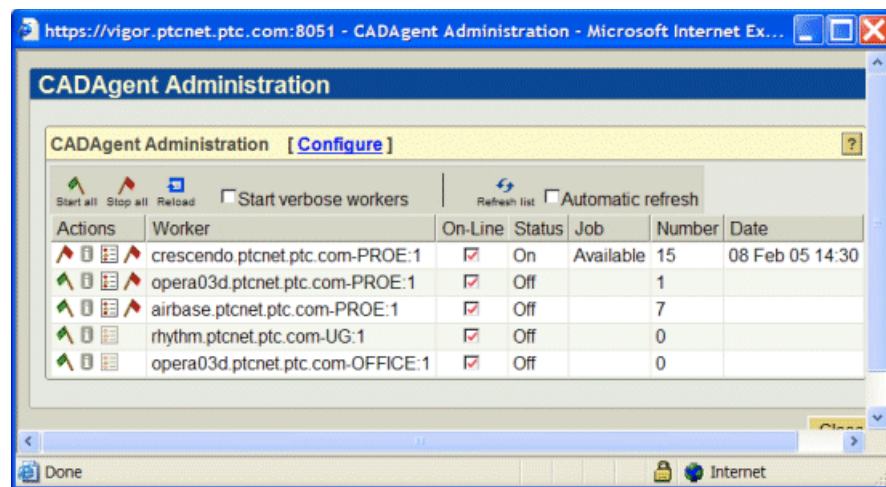 https://vigor.ptcnet.ptc.com:8051 - CADAgent Administration - Microsoft Internet Ex...
CADAgent Administration
CADAgent Administration [ Configure ] ?
Start all Stop all Reload Start verbose workers Refresh list Automatic refresh
Actions Worker On-Line Status Job Number Date
crescendo.ptcnet.ptc.com-PROE:1 On Available 15 08 Feb 05 14:30
opera03d.ptcnet.ptc.com-PROE:1 Off 1
airbase.ptcnet.ptc.com-PROE:1 Off 7
rhythm.ptcnet.ptc.com-UG:1 Off 0
opera03d.ptcnet.ptc.com-OFFICE:1 Off 0
Done Internet